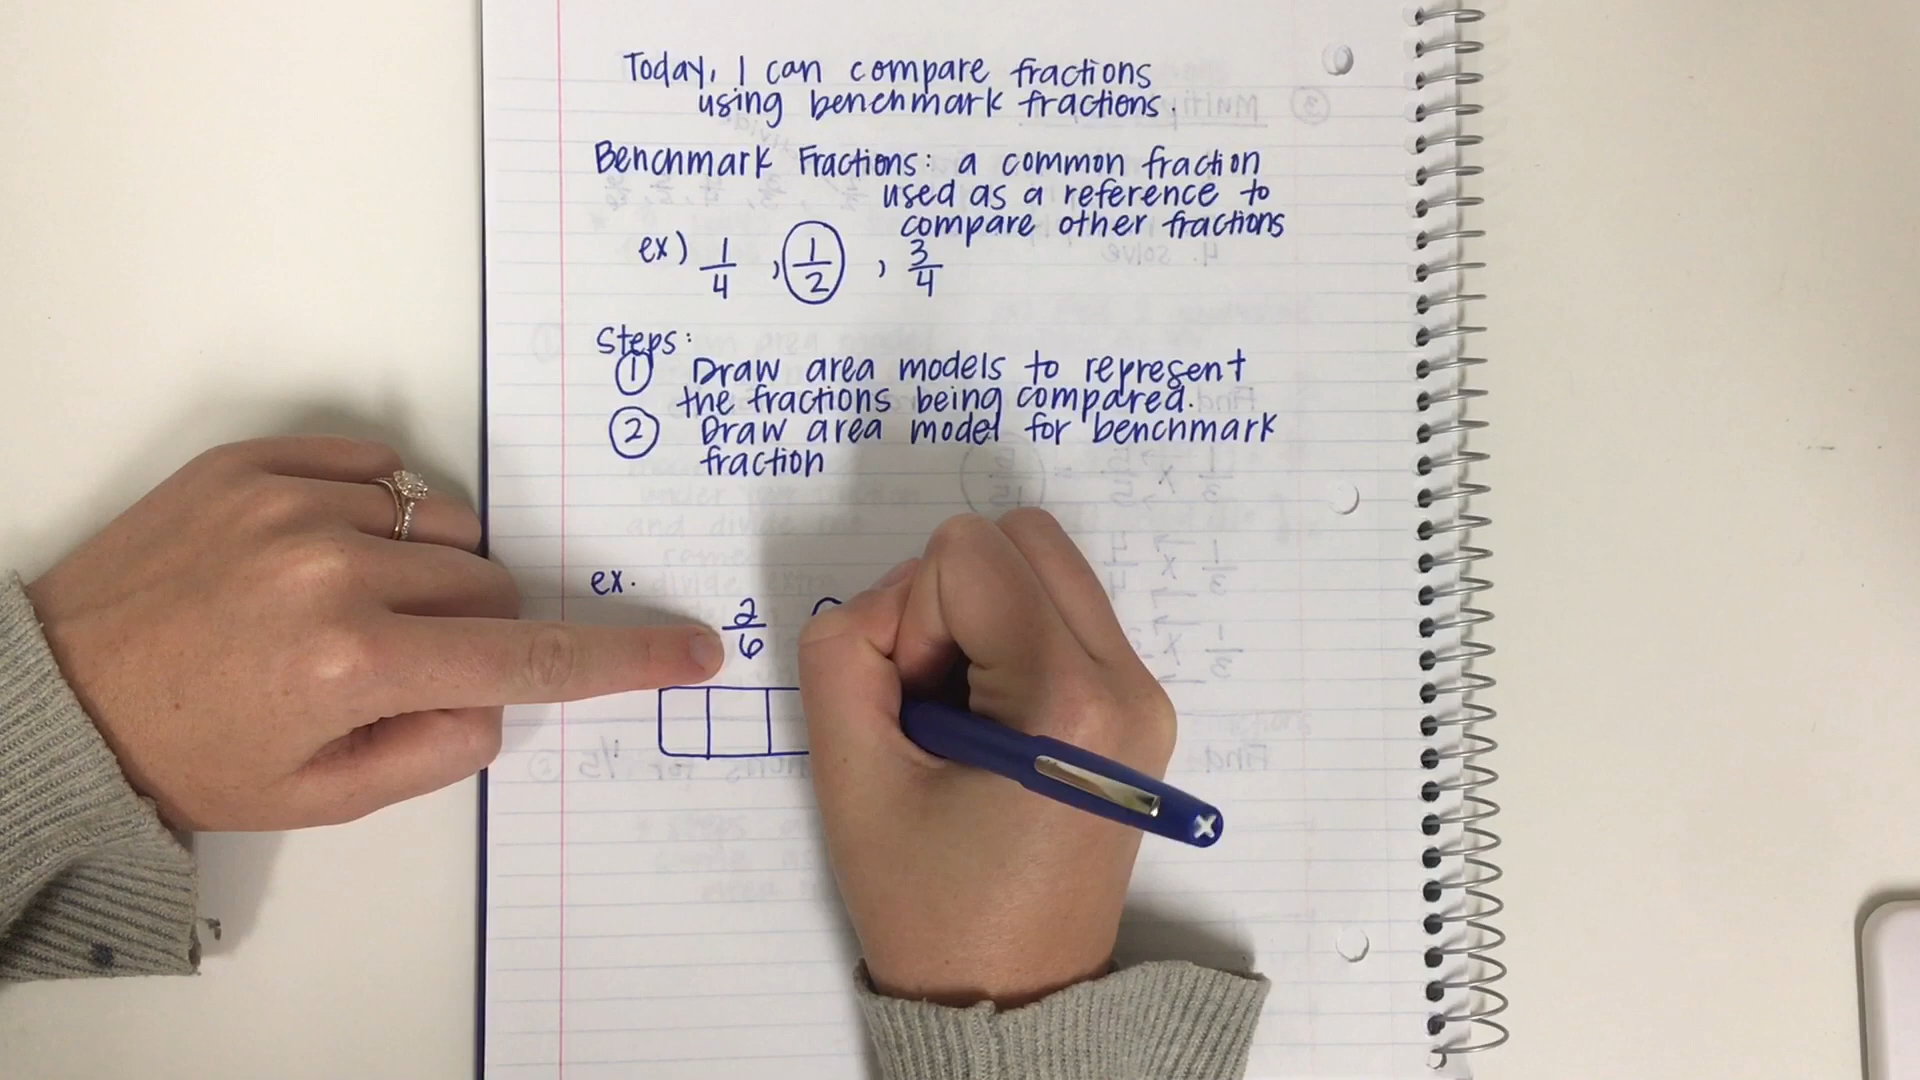 Today, I can compare fractions
using benchmark fractions.
Benchmark Fractions: a common fraction
used as a reference to
compare other fractions
ex) 1/4, 1/2, 3/4
Steps:
① Draw area models to represent
the fractions being compared.
② Draw area model for benchmark
fraction
ex.
2/6